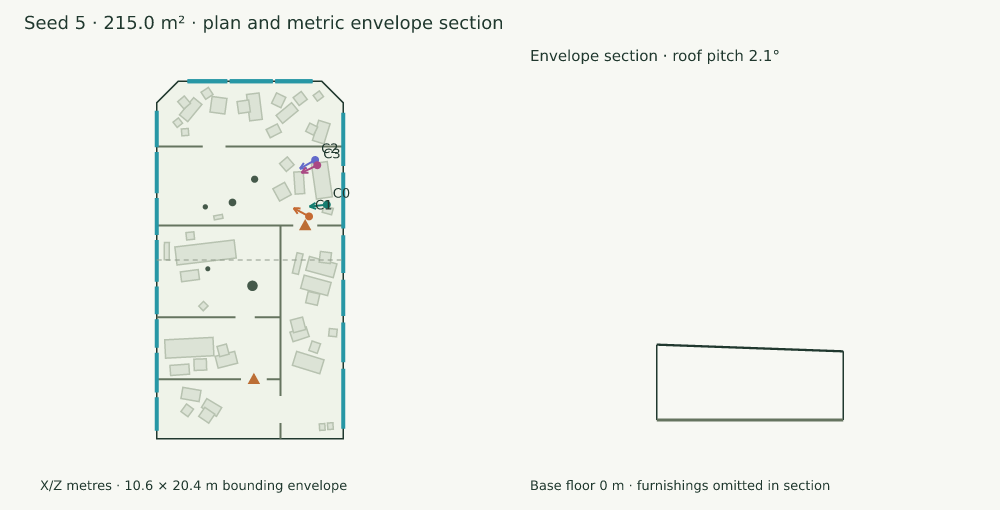 Seed 5 · 215.0 m² · plan and metric envelope section
Envelope section · roof pitch 2.1°
C2
C3
C0
C1
X/Z metres · 10.6 × 20.4 m bounding envelope
Base floor 0 m · furnishings omitted in section